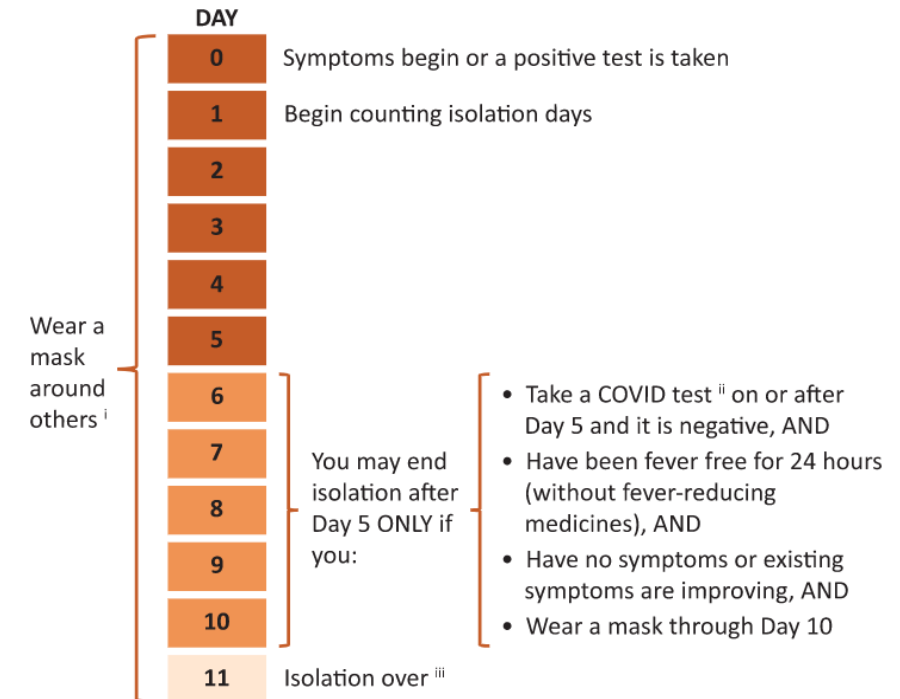 DAY
0 Symptoms begin or a positive test is taken
1 Begin counting isolation days
2
3
4
5
Wear a
mask
around
others i
6
7
8
9
10
You may end
isolation after
Day 5 ONLY if
you:
• Take a COVID test ii on or after
Day 5 and it is negative, AND
• Have been fever free for 24 hours
(without fever-reducing
medicines), AND
• Have no symptoms or existing
symptoms are improving, AND
• Wear a mask through Day 10
11 Isolation over iii